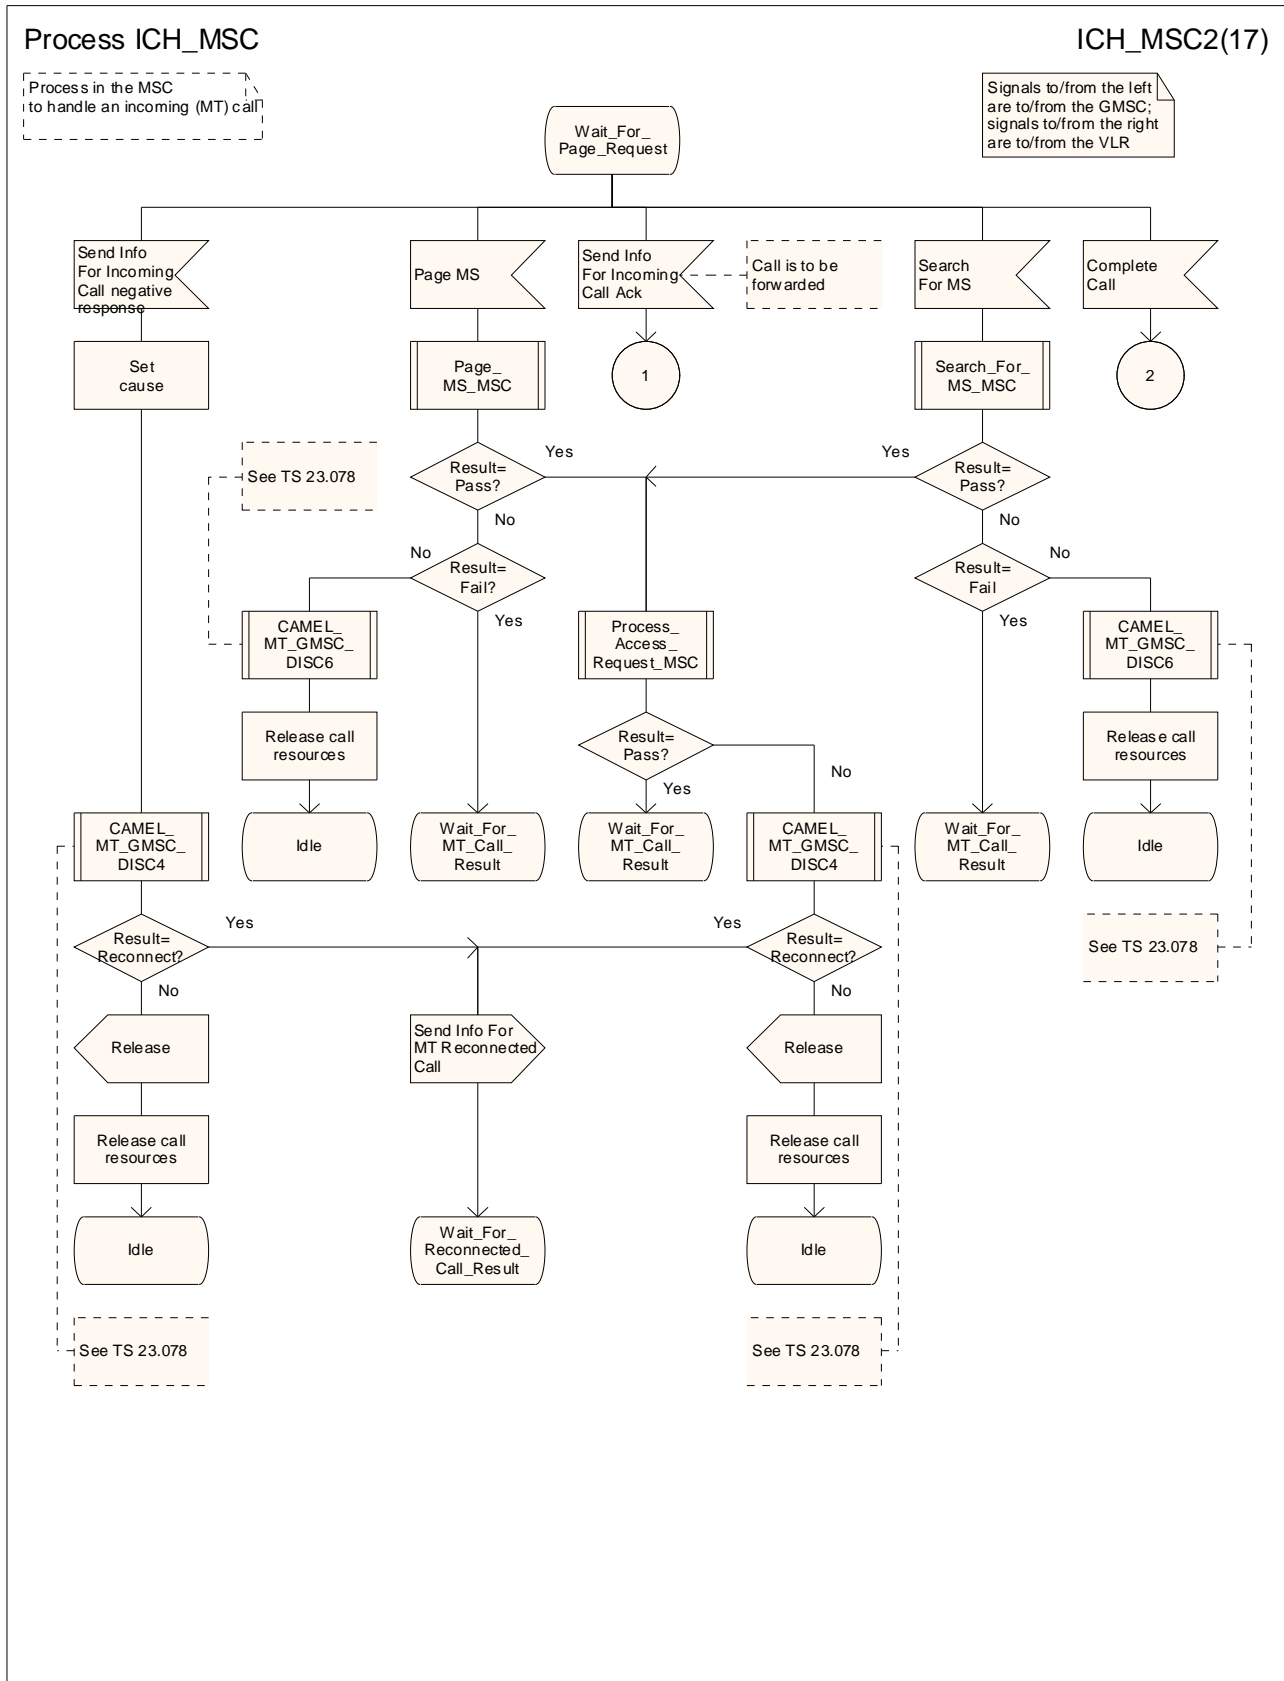 Process ICH_MSC
ICH_MSC2(17)
Process in the MSC
to handle an incoming (MT) call
Signals to/from the left
are to/from the GMSC;
signals to/from the right
are to/from the VLR
Wait_For_
Page_Request
Send Info
For Incoming
Call negative
response
Page MS
Send Info
For Incoming
Call Ack
Call is to be
forwarded
Search
For MS
Complete
Call
Set
cause
Page_
MS_MSC
1
Search_For_
MS_MSC
2
See TS 23.078
Result=
Pass?
Yes
No
Yes
Result=
Pass?
No
No
Result=
Fail?
Yes
Result=
Fail
No
Yes
CAMEL_
MT_GMSC_
DISC6
Process_
Access_
Request_MSC
CAMEL_
MT_GMSC_
DISC6
Release call
resources
Result=
Pass?
No
Yes
Release call
resources
CAMEL_
MT_GMSC_
DISC4
Idle
Wait_For_
MT_Call_
Result
Wait_For_
MT_Call_
Result
CAMEL_
MT_GMSC_
DISC4
Wait_For_
MT_Call_
Result
Idle
Result=
Reconnect?
Yes
No
Yes
Result=
Reconnect?
No
See TS 23.078
Release
Send Info For
MT Reconnected
Call
Release
Release call
resources
Release call
resources
Idle
Wait_For_
Reconnected_
Call_Result
Idle
See TS 23.078
See TS 23.078